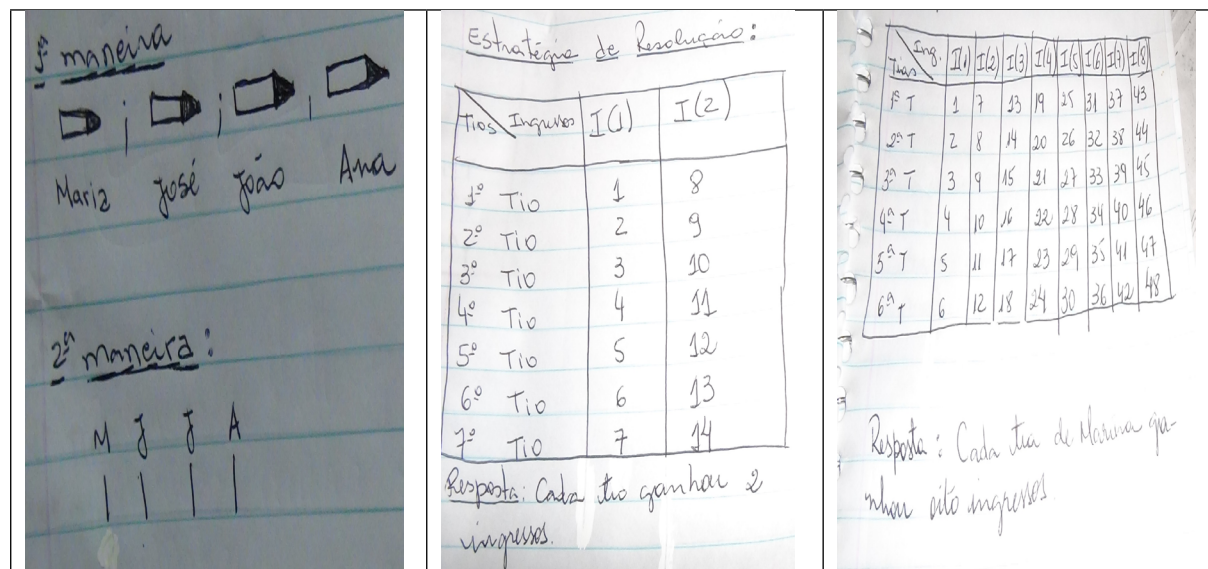 1ª maneira
; ; ,
Maria José João Ana
2ª maneira:
M J J A
Estratégia de Resolução:
Tios Ingressos I(1) I(2)
1º Tio 1 8
2º Tio 2 9
3º Tio 3 10
4º Tio 4 11
5º Tio 5 12
6º Tio 6 13
7º Tio 7 14
Resposta: Cada tio ganhou 2
ingressos.
Tias Ing. I(1) I(2) I(3) I(4) I(5) I(6) I(7) I(8)
1ª T 1 7 13 19 25 31 37 43
2ª T 2 8 14 20 26 32 38 44
3ª T 3 9 15 21 27 33 39 45
4ª T 4 10 16 22 28 34 40 46
5ª T 5 11 17 23 29 35 41 47
6ª T 6 12 18 24 30 36 42 48
Resposta: Cada tia de Marina ga-
nhou oito ingressos.